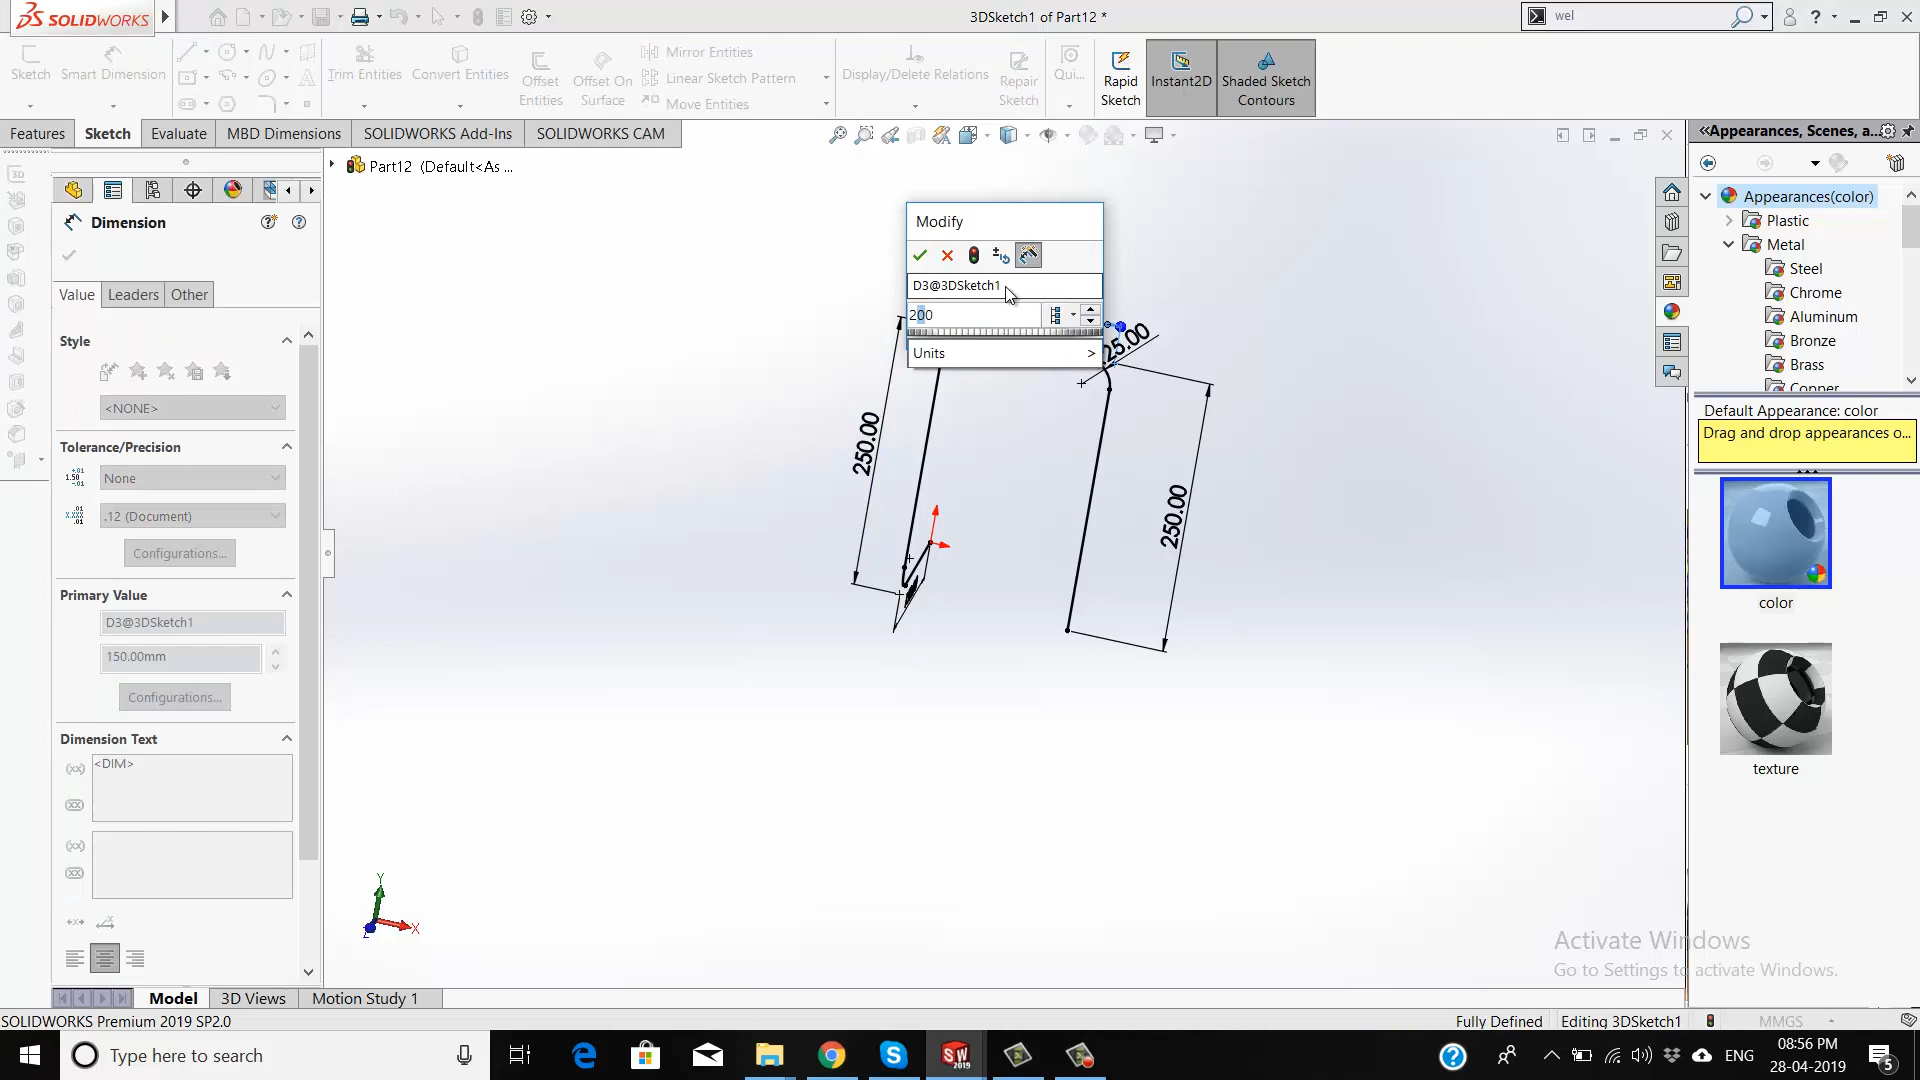 SOLIDWORKS
3DSketch1 of Part12 *
wel
Sketch
Smart Dimension
Trim Entities
Convert Entities
Offset
Entities
Offset On
Surface
Mirror Entities
Linear Sketch Pattern
Move Entities
Display/Delete Relations
Repair
Sketch
Qui...
Rapid
Sketch
Instant2D
Shaded Sketch
Contours
Features
Sketch
Evaluate
MBD Dimensions
SOLIDWORKS Add-Ins
SOLIDWORKS CAM
Part12 (Default<As ...
Dimension
Value
Leaders
Other
Style
<NONE>
Tolerance/Precision
None
.12 (Document)
Configurations...
Primary Value
D3@3DSketch1
150.00mm
Configurations...
Dimension Text
<DIM>
Modify
D3@3DSketch1
200
Units >
25.00
250.00
250.00
Y
X
Z
Appearances, Scenes, a...
Appearances(color)
Plastic
Metal
Steel
Chrome
Aluminum
Bronze
Brass
Copper
Default Appearance: color
Drag and drop appearances o...
color
texture
Activate Windows
Go to Settings to activate Windows.
Model
3D Views
Motion Study 1
SOLIDWORKS Premium 2019 SP2.0
Fully Defined
Editing 3DSketch1
MMGS
Type here to search
SW
2019
ENG
08:56 PM
28-04-2019
5